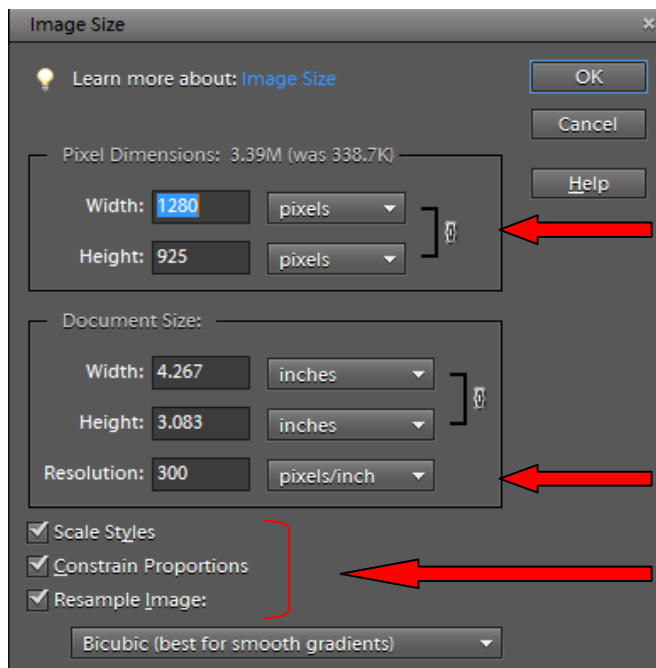 Image Size
Learn more about: Image Size
OK
Cancel
Help
Pixel Dimensions: 3.39M (was 338.7K)
Width: 1280 pixels
Height: 925 pixels
Document Size:
Width: 4.267 inches
Height: 3.083 inches
Resolution: 300 pixels/inch
Scale Styles
Constrain Proportions
Resample Image:
Bicubic (best for smooth gradients)